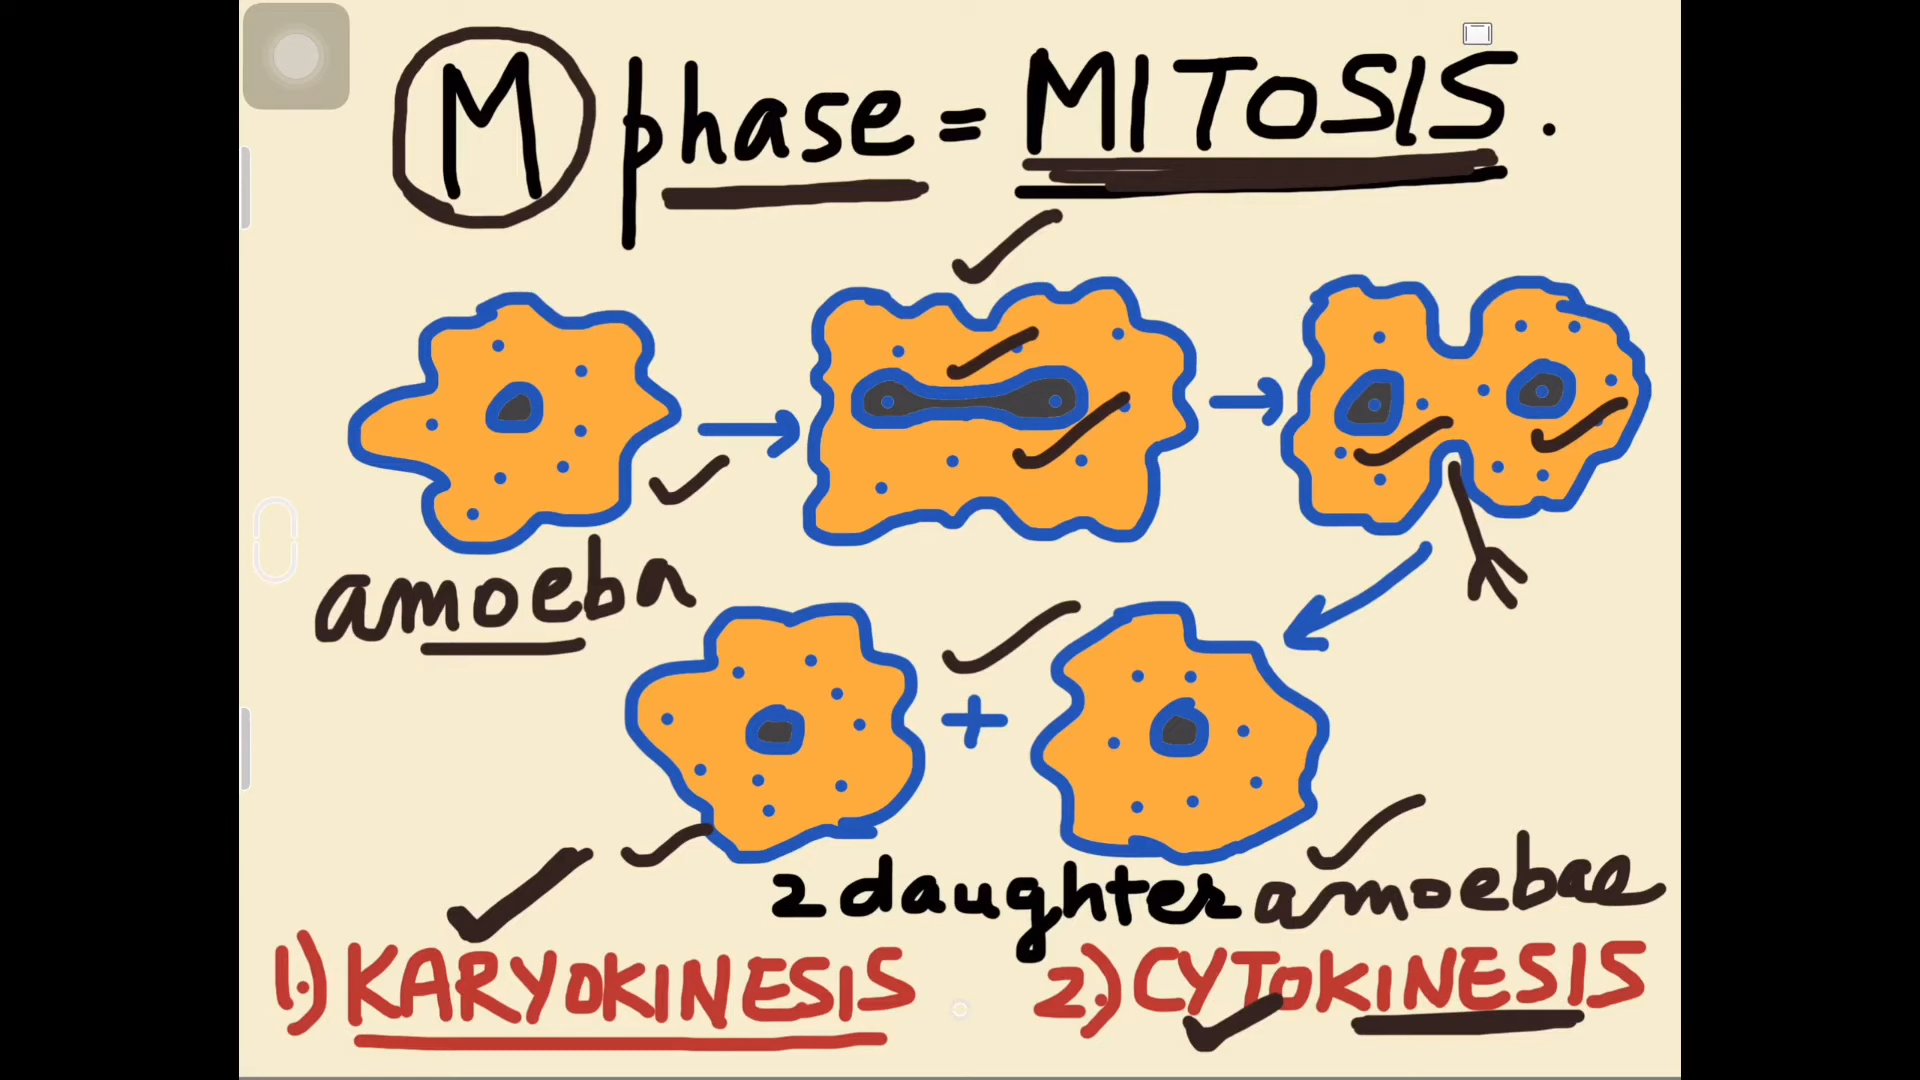 M phase = MITOSIS.
amoeba
2 daughter amoebae
1.) KARYOKINESIS 2.) CYTOKINESIS